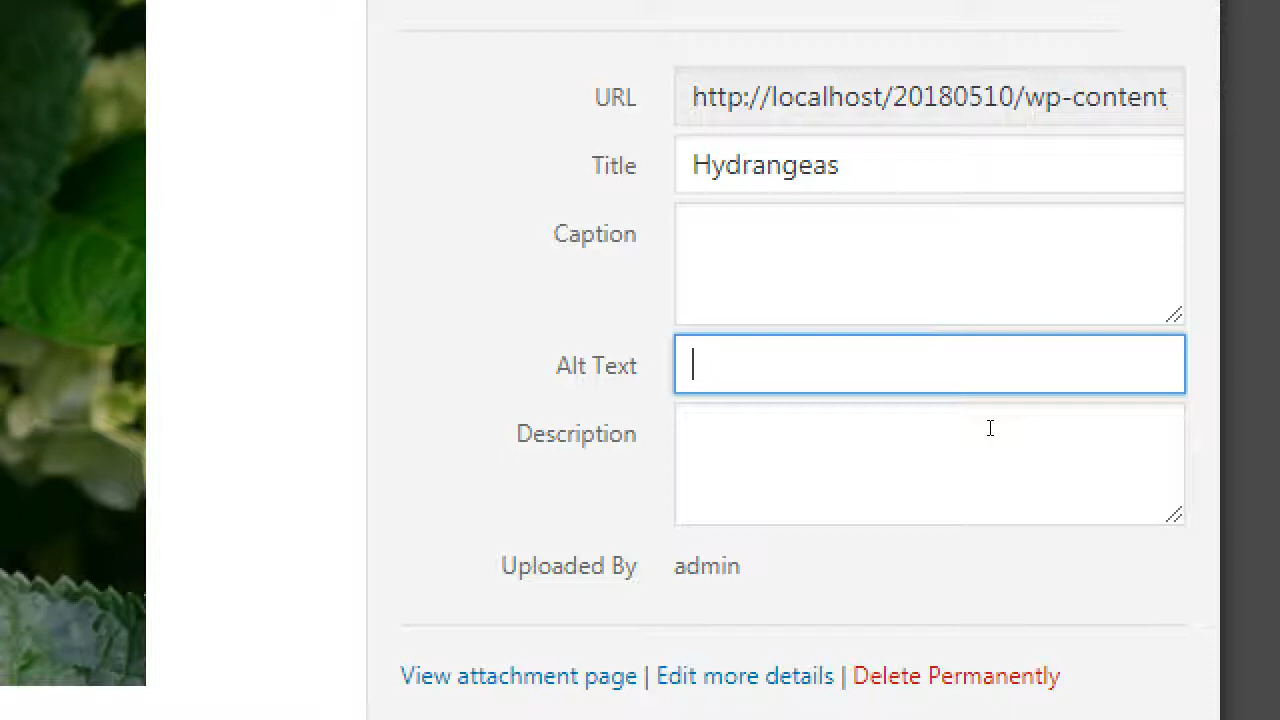 URL http://localhost/20180510/wp-content
Title Hydrangeas
Caption
Alt Text
Description
Uploaded By admin
View attachment page | Edit more details | Delete Permanently